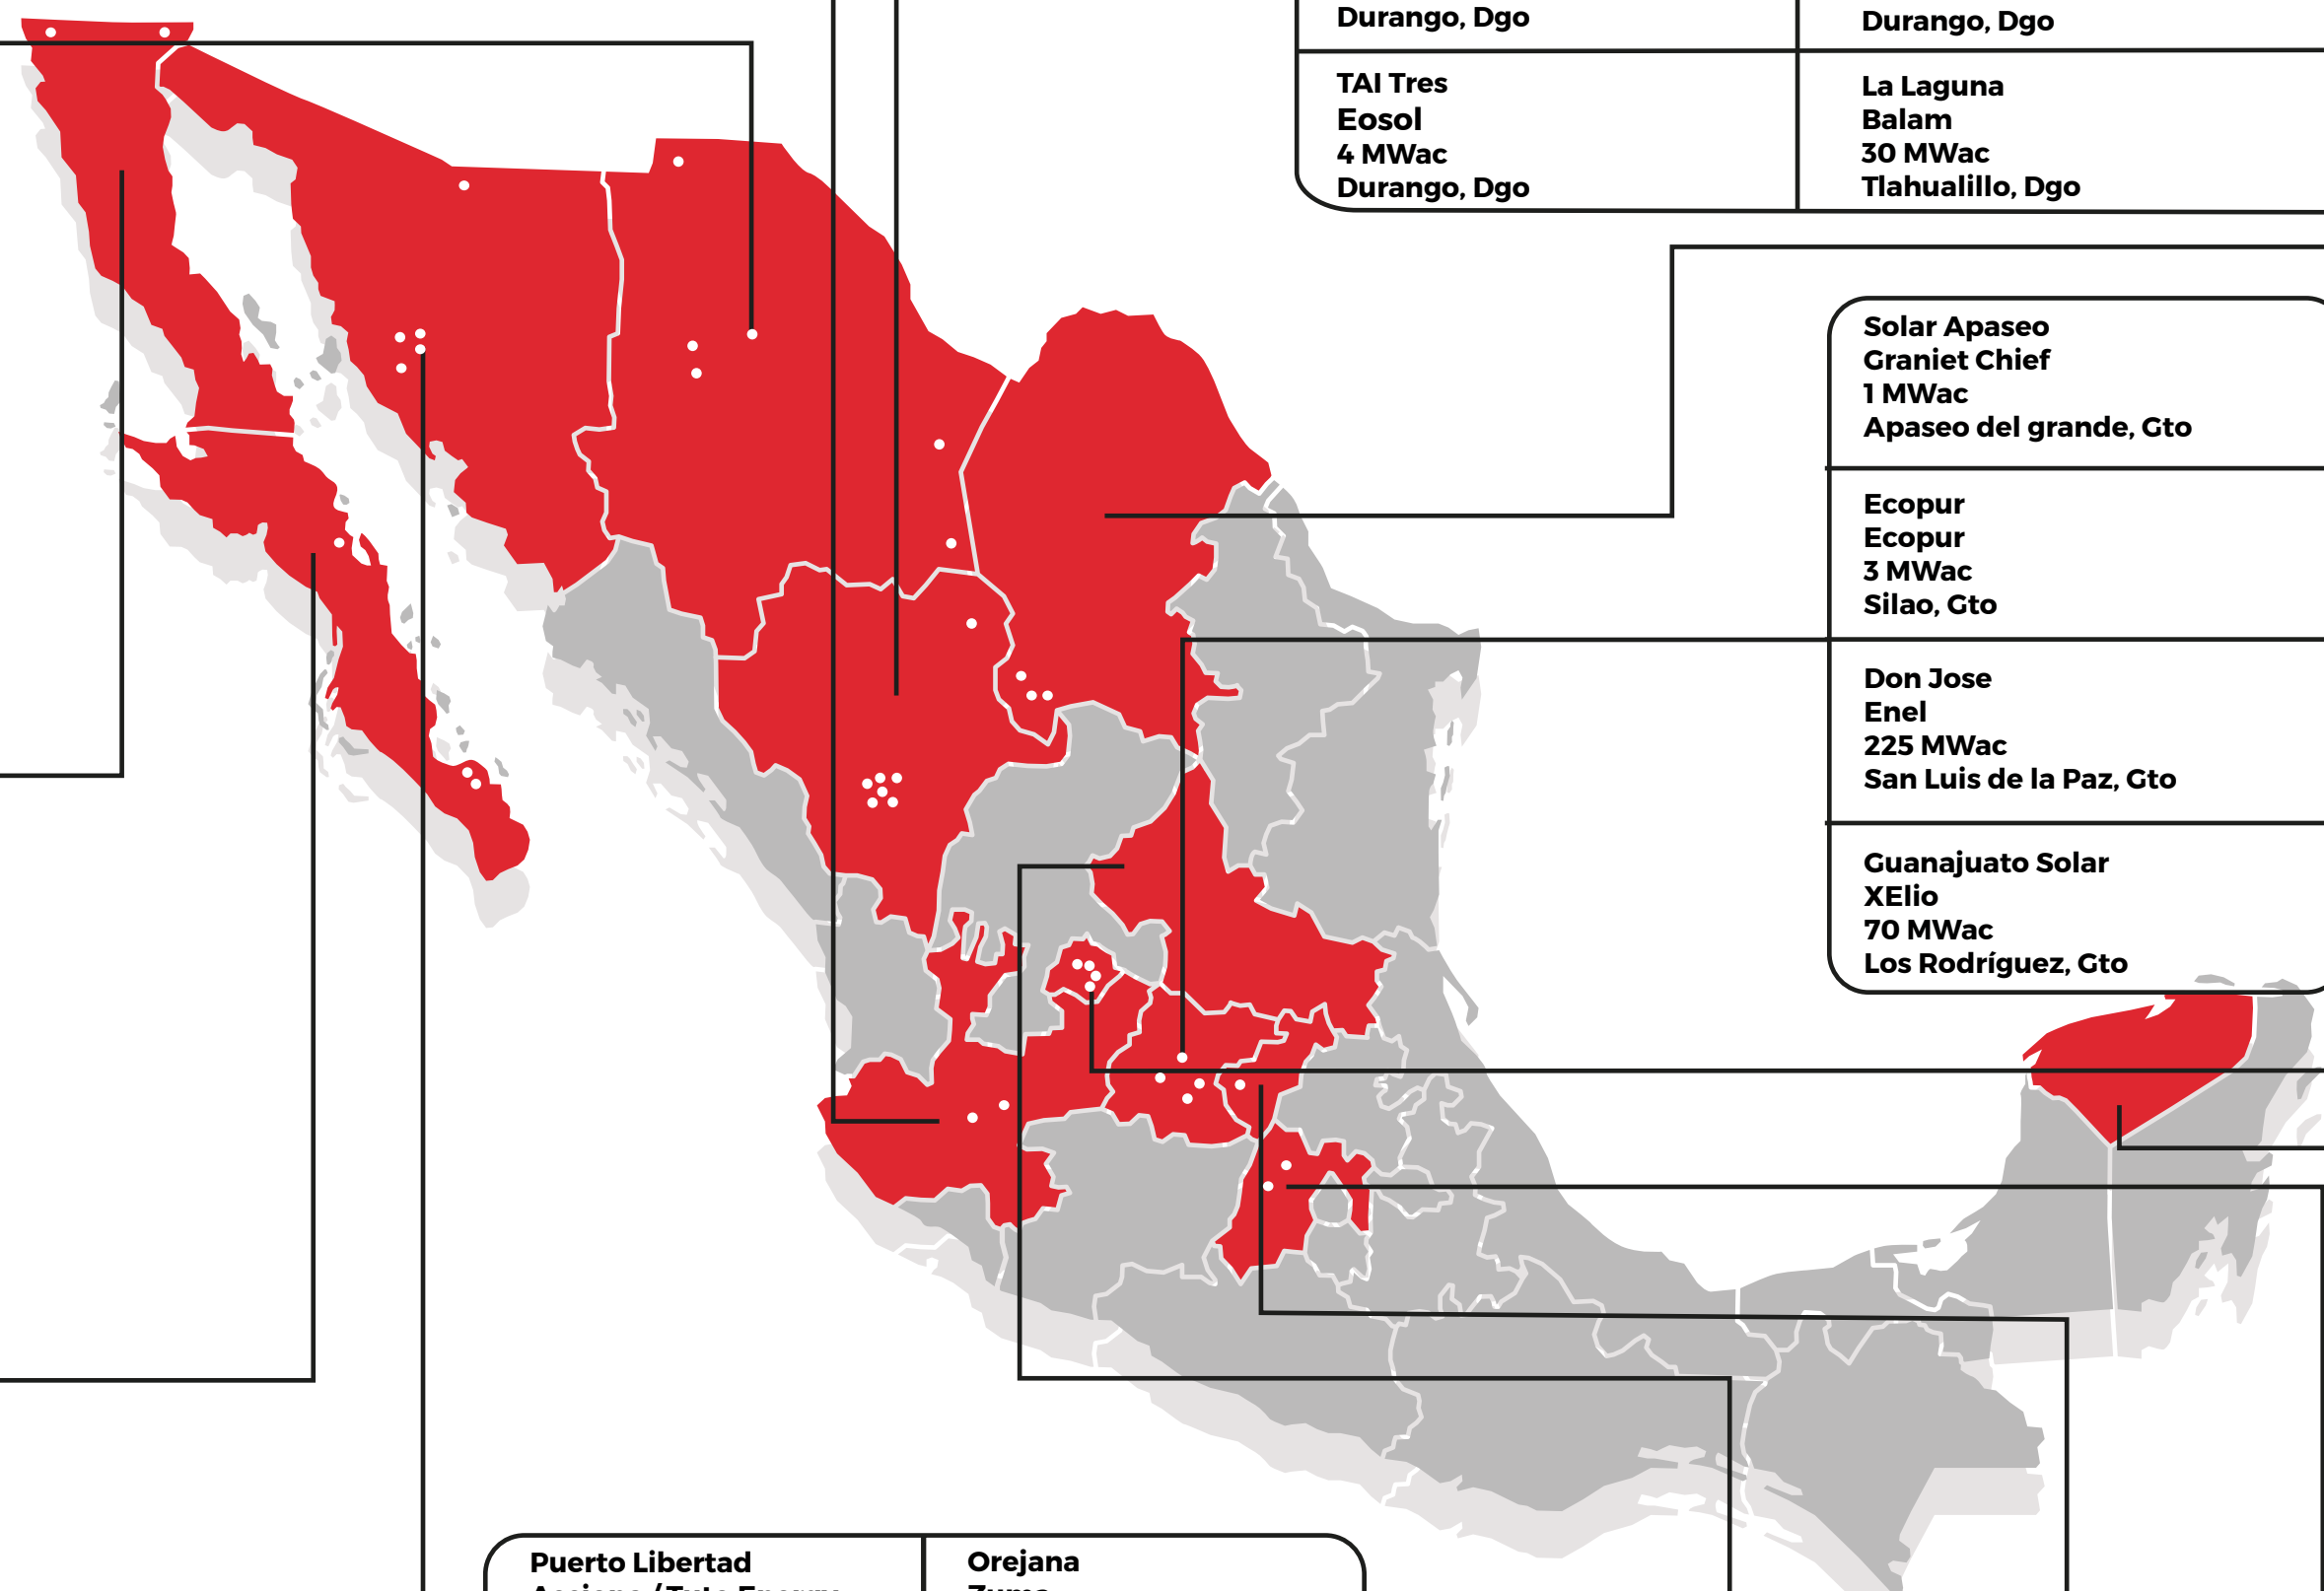 Durango, Dgo
Durango, Dgo
TAI Tres
Eosol
4 MWac
Durango, Dgo
La Laguna
Balam
30 MWac
Tlahualillo, Dgo
Solar Apaseo
Graniet Chief
1 MWac
Apaseo del grande, Gto
Ecopur
Ecopur
3 MWac
Silao, Gto
Don Jose
Enel
225 MWac
San Luis de la Paz, Gto
Guanajuato Solar
XElio
70 MWac
Los Rodríguez, Gto
Puerto Libertad
Orejana
Zuma